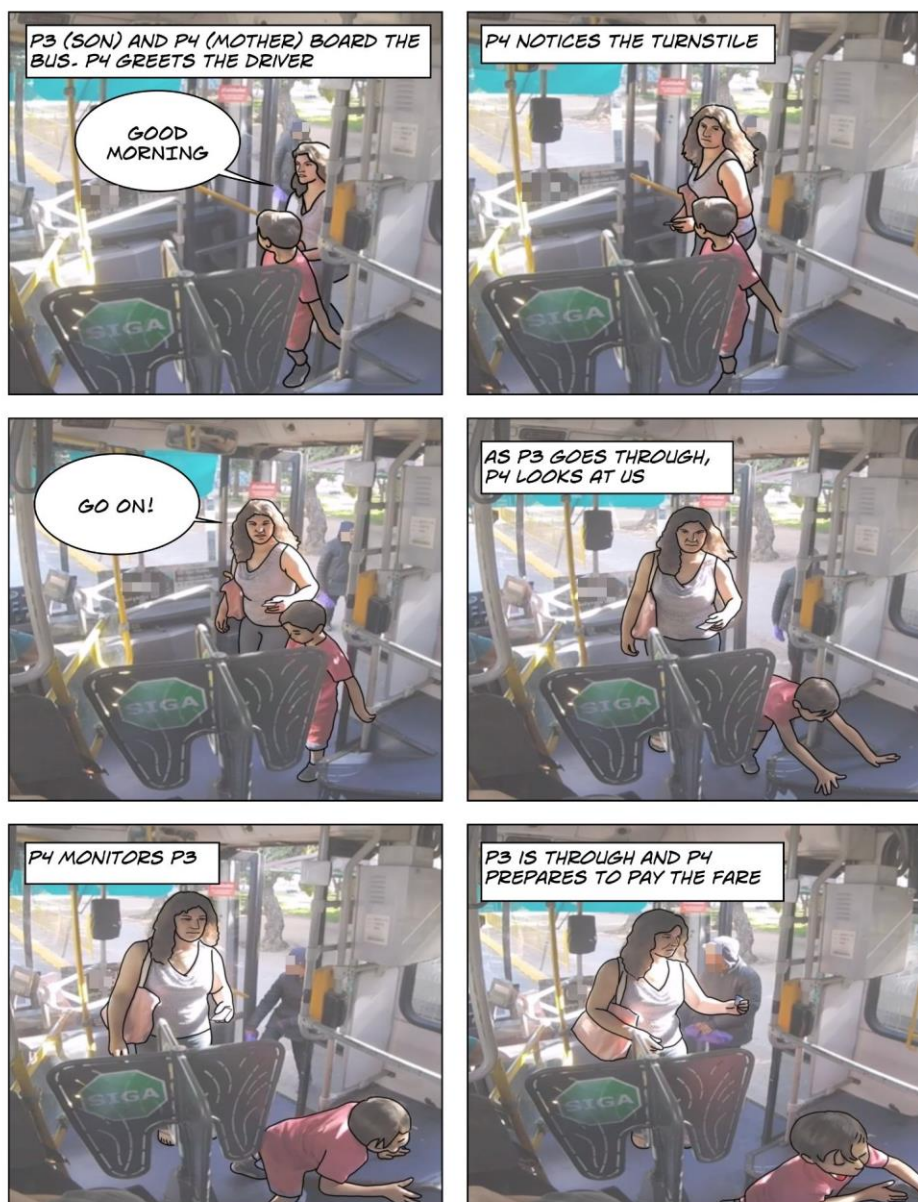 P3 (SON) AND P4 (MOTHER) BOARD THE
BUS. P4 GREETS THE DRIVER
GOOD
MORNING
SIGA
P4 NOTICES THE TURNSTILE
SIGA
GO ON!
SIGA
AS P3 GOES THROUGH,
P4 LOOKS AT US
SIGA
P4 MONITORS P3
SIGA
P3 IS THROUGH AND P4
PREPARES TO PAY THE FARE
SIGA